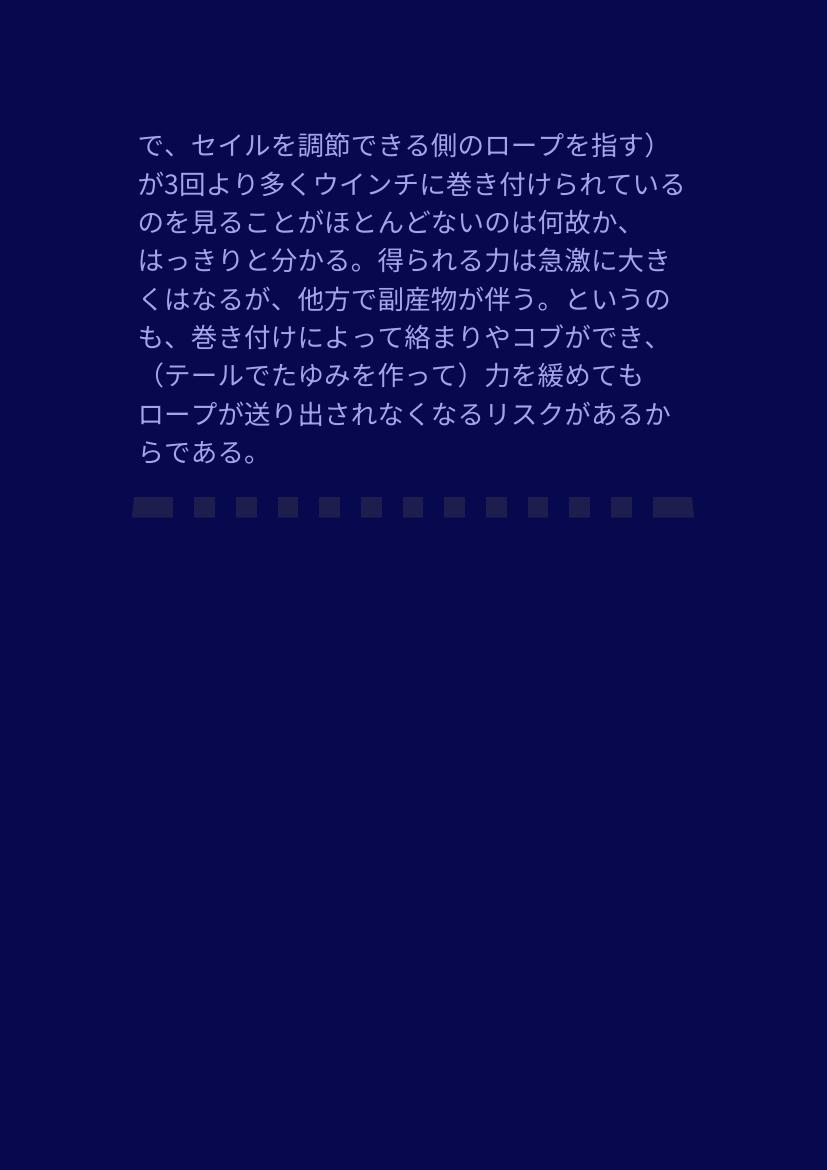 で、セイルを調節できる側のロープを指す）
が3回より多くウインチに巻き付けられている
のを見ることがほとんどないのは何故か、
はっきりと分かる。得られる力は急激に大き
くはなるが、他方で副産物が伴う。というの
も、巻き付けによって絡まりやコブができ、
（テールでたゆみを作って）力を緩めても
ロープが送り出されなくなるリスクがあるか
らである。